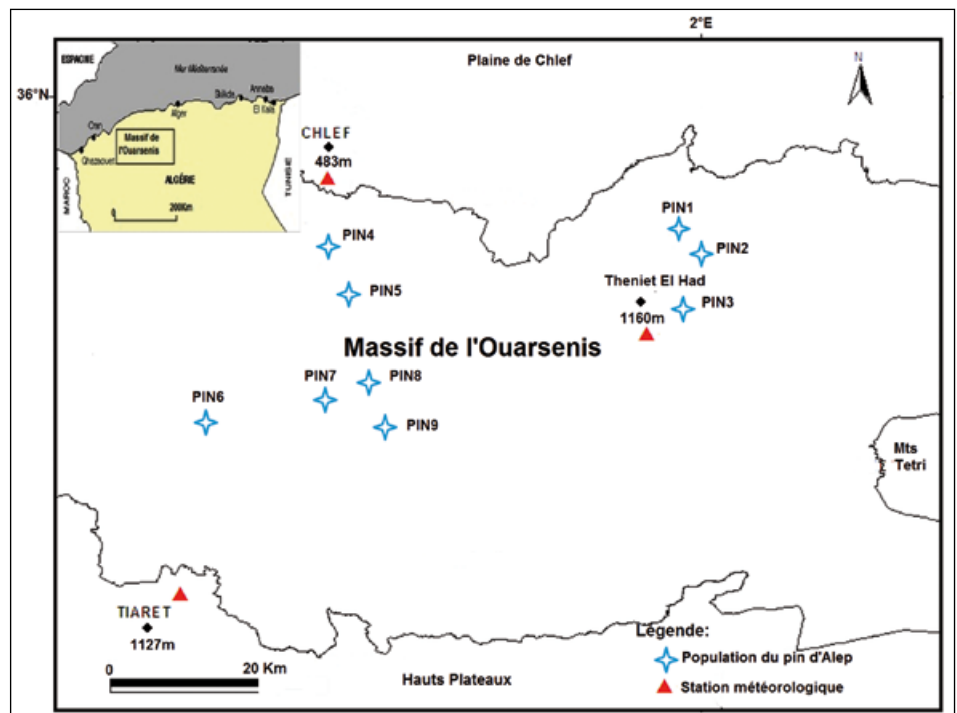 2°E
36°N
Plaine de Chlef
N
ESPAGNE
Mer Méditerranée
Annaba
Skikda
El Kala
Alger
Oran
Ghazaouet
Massif de
l'Ouarsenis
ALGÉRIE
MAROC
TUNISIE
0 200Km
CHLEF
483m
PIN1
PIN2
PIN4
PIN5
Theniet El Had
1160m
PIN3
Massif de l'Ouarsenis
PIN6
PIN7
PIN8
PIN9
Mts
Tetri
TIARET
1127m
0 20 Km
Hauts Plateaux
Légende:
Population du pin d'Alep
Station météorologique